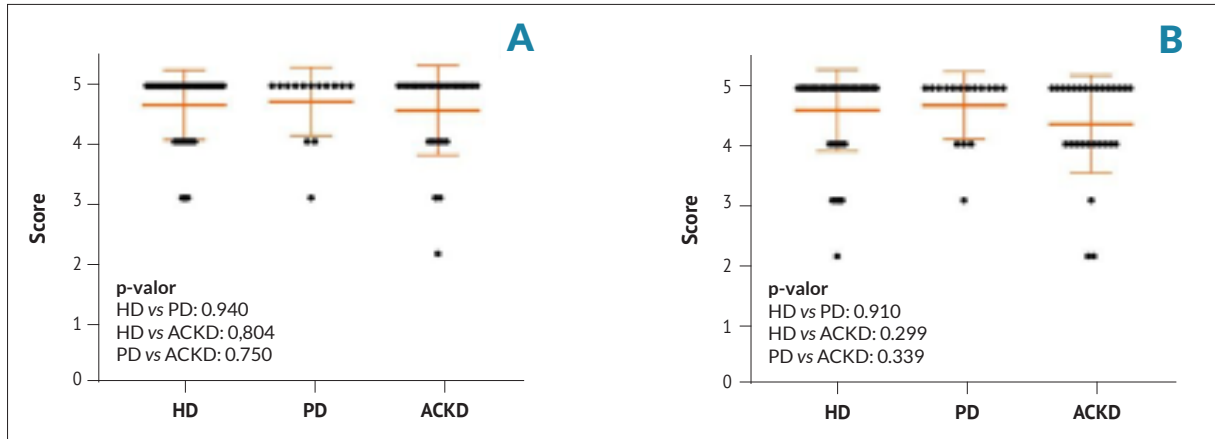 A
Score
5
4
3
2
1
0
p-valor
HD vs PD: 0.940
HD vs ACKD: 0,804
PD vs ACKD: 0.750
HD PD ACKD
B
Score
5
4
3
2
1
0
p-valor
HD vs PD: 0.910
HD vs ACKD: 0.299
PD vs ACKD: 0.339
HD PD ACKD